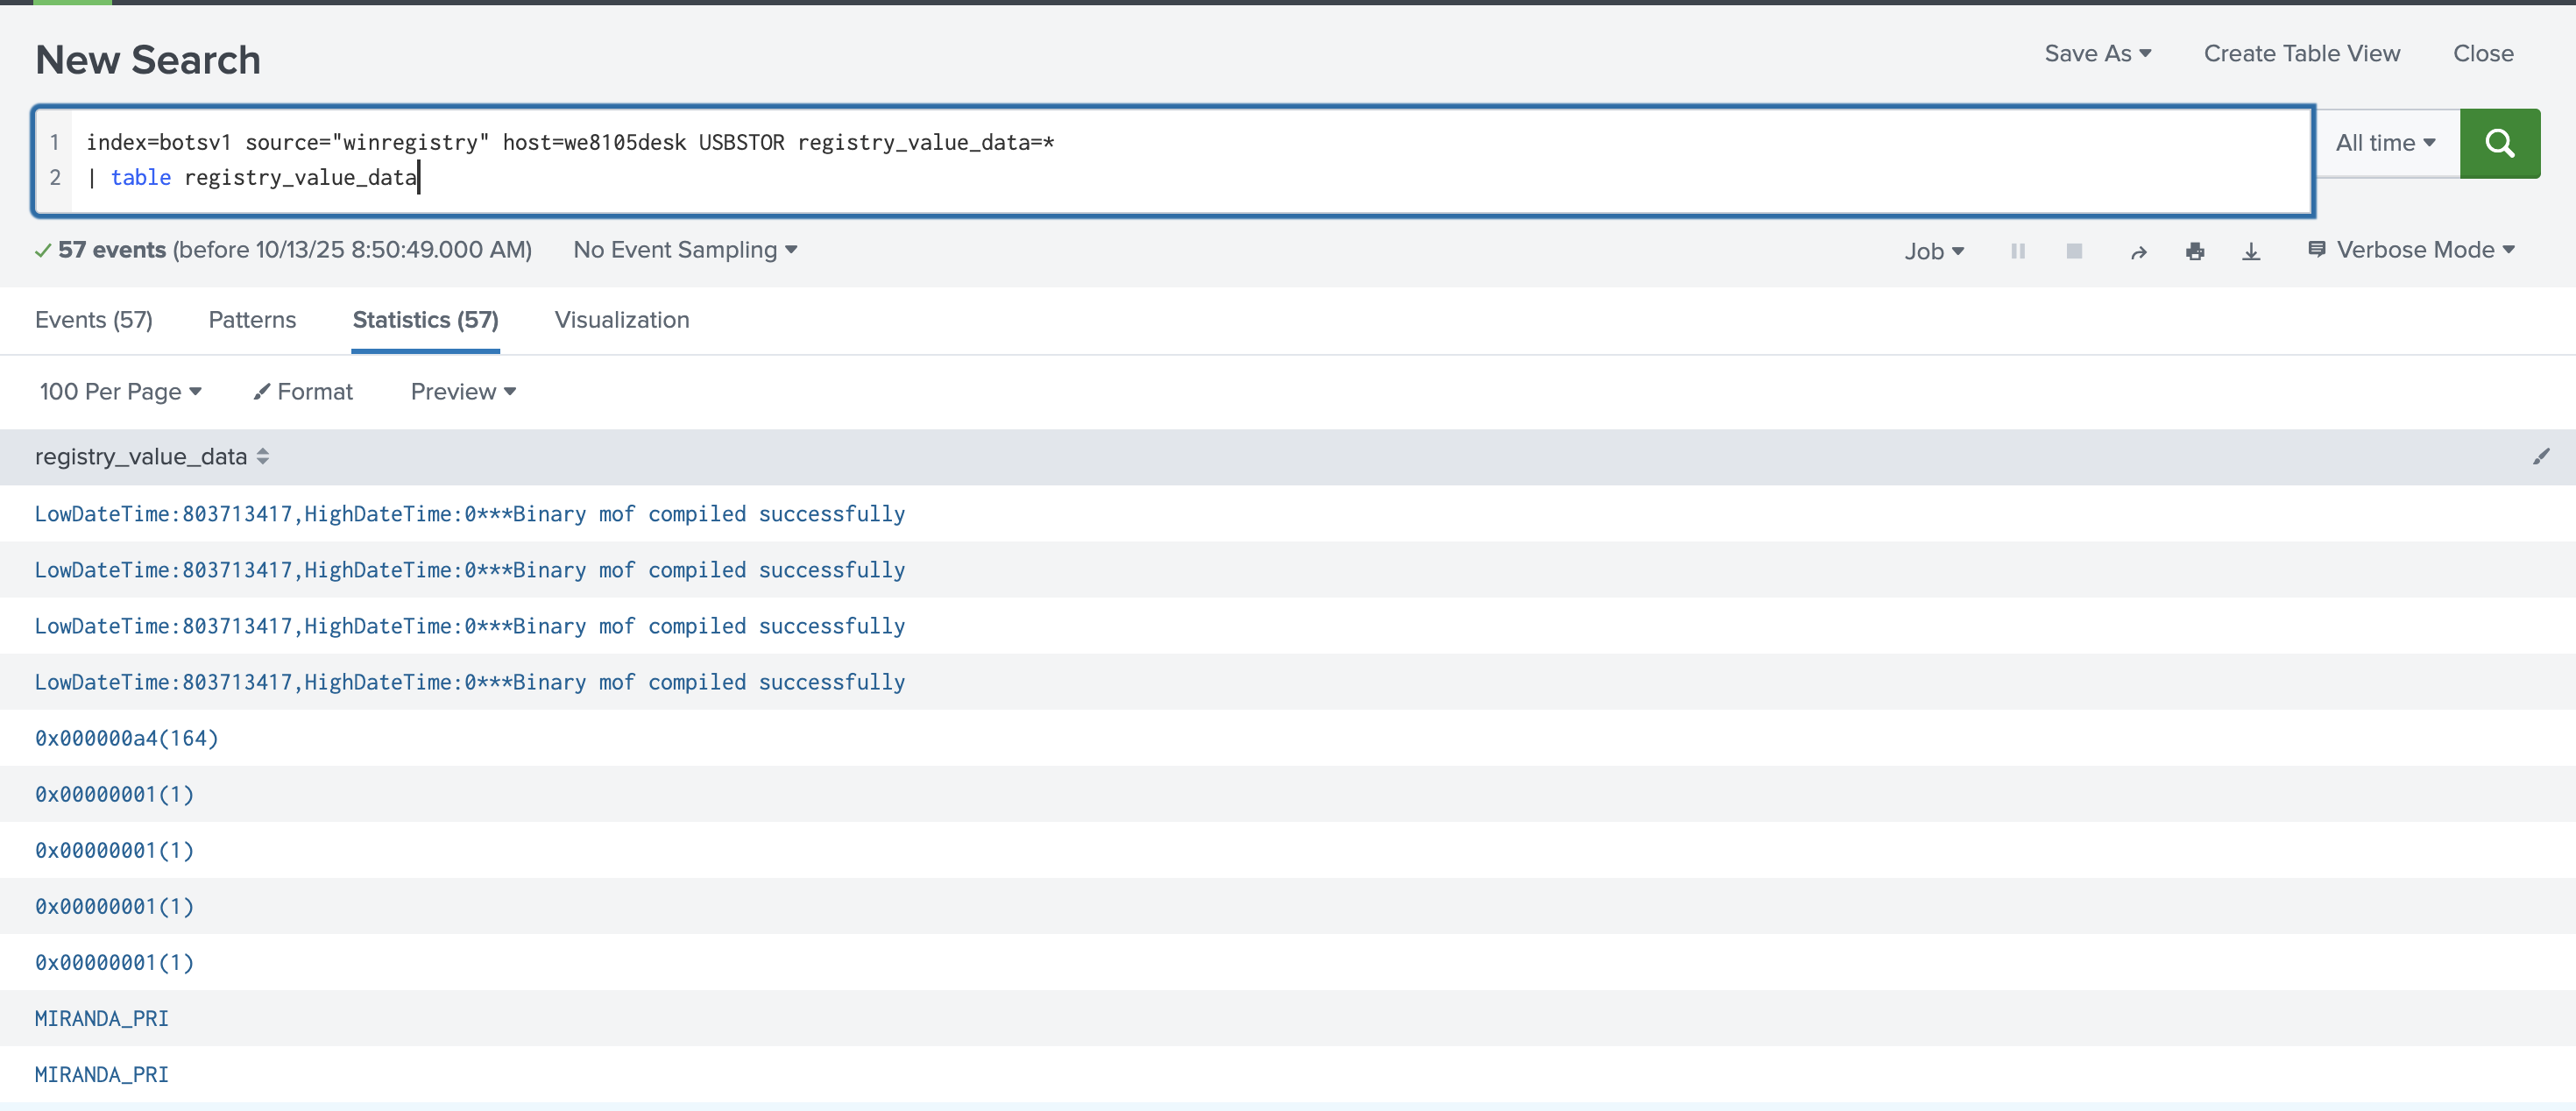 New Search
Save As
Create Table View
Close
1 index=botsv1 source="winregistry" host=we8105desk USBSTOR registry_value_data=*
2 | table registry_value_data
All time
57 events (before 10/13/25 8:50:49.000 AM)
No Event Sampling
Job
Verbose Mode
Events (57)
Patterns
Statistics (57)
Visualization
100 Per Page
Format
Preview
registry_value_data
LowDateTime:803713417,HighDateTime:0***Binary mof compiled successfully
LowDateTime:803713417,HighDateTime:0***Binary mof compiled successfully
LowDateTime:803713417,HighDateTime:0***Binary mof compiled successfully
LowDateTime:803713417,HighDateTime:0***Binary mof compiled successfully
0x000000a4(164)
0x00000001(1)
0x00000001(1)
0x00000001(1)
0x00000001(1)
MIRANDA_PRI
MIRANDA_PRI